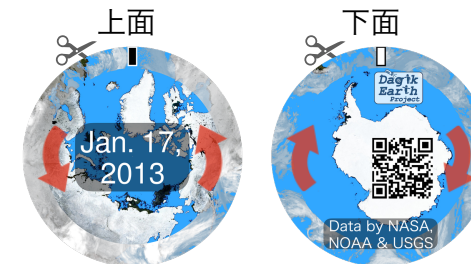 上面
下面
Jan. 17,
2013
Dagik
Earth
Project
Data by NASA,
NOAA & USGS